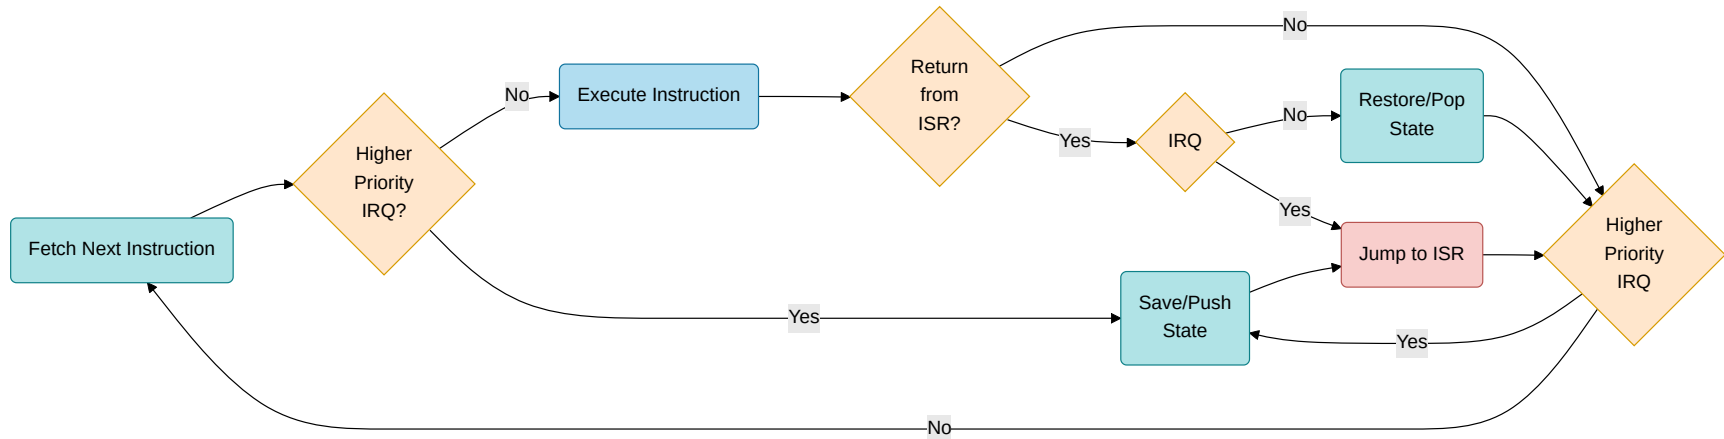 Fetch Next Instruction
Higher
Priority
IRQ?
No
Execute Instruction
Yes
Return
from
ISR?
No
Yes
IRQ
No
Restore/Pop
State
Yes
Jump to ISR
Save/Push
State
Higher
Priority
IRQ
Yes
No